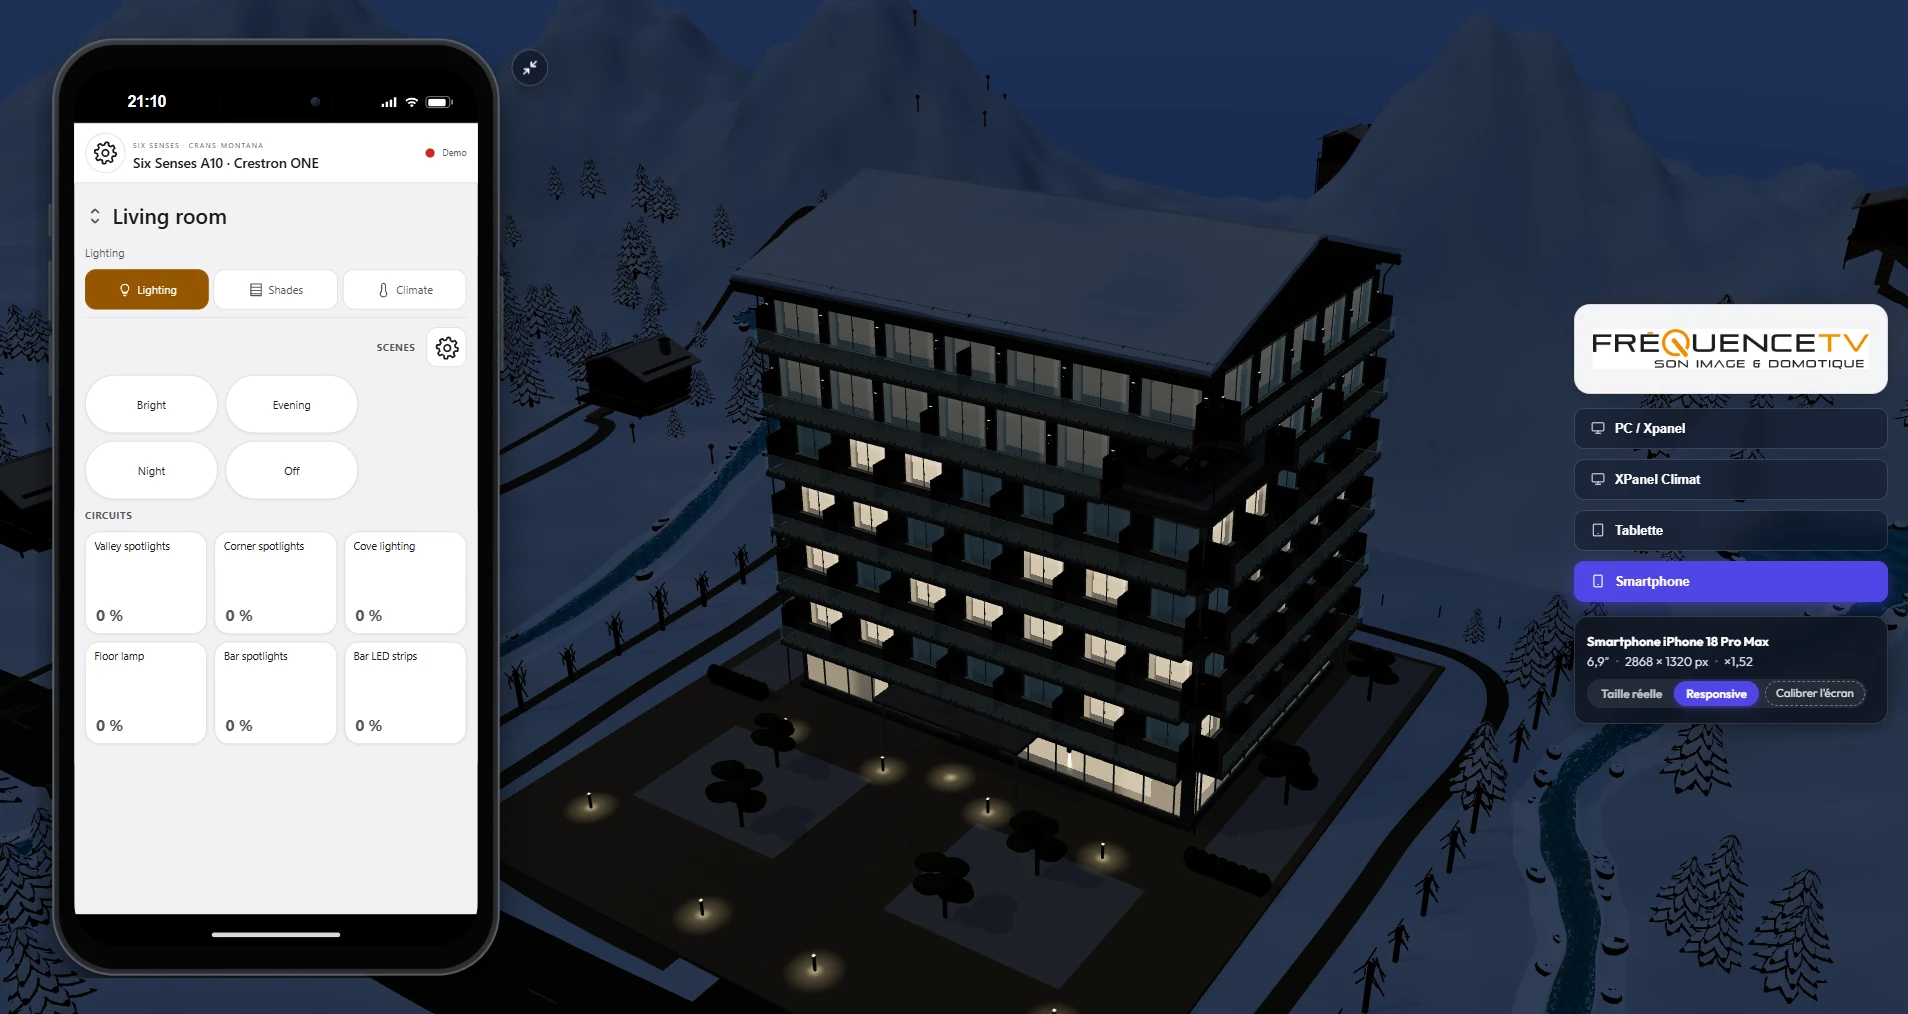 21:10
SIX SENSES · CRANS-MONTANA
Six Senses A10 · Crestron ONE
Demo
Living room
Lighting
Lighting
Shades
Climate
SCENES
Bright
Evening
Night
Off
CIRCUITS
Valley spotlights
Corner spotlights
Cove lighting
0 %
0 %
0 %
Floor lamp
Bar spotlights
Bar LED strips
0 %
0 %
0 %
FRÉQUENCETV
SON IMAGE & DOMOTIQUE
PC / Xpanel
XPanel Climat
Tablette
Smartphone
Smartphone iPhone 18 Pro Max
6,9″ · 2868 × 1320 px · ×1,52
Taille réelle
Responsive
Calibrer l'écran